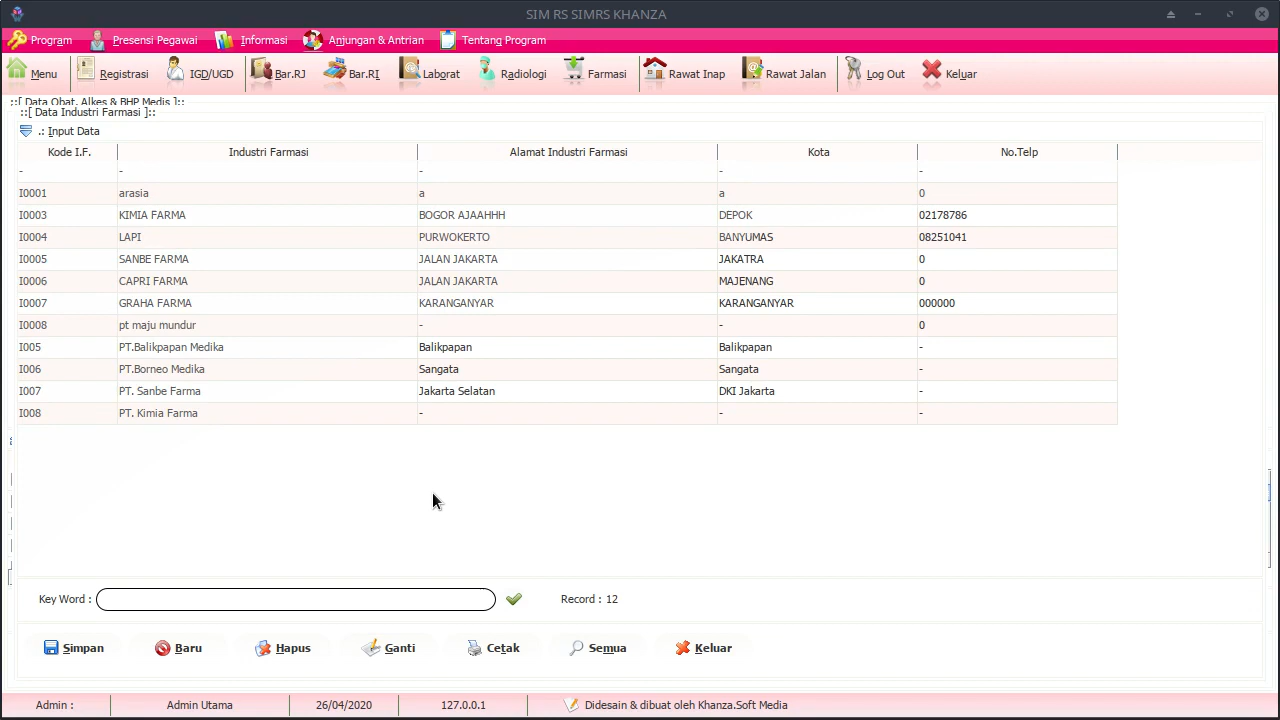 SIM RS SIMRS KHANZA
Program Presensi Pegawai Informasi Anjungan & Antrian Tentang Program
Menu Registrasi IGD/UGD Bar.RJ Bar.RI Laborat Radiologi Farmasi Rawat Inap Rawat Jalan Log Out Keluar
::[ Data Obat, Alkes & BHP Medis ]::
::[ Data Industri Farmasi ]::
.: Input Data
Kode I.F. Industri Farmasi Alamat Industri Farmasi Kota No.Telp
- - - - -
I0001 arasia a a 0
I0003 KIMIA FARMA BOGOR AJAAHHH DEPOK 02178786
I0004 LAPI PURWOKERTO BANYUMAS 08251041
I0005 SANBE FARMA JALAN JAKARTA JAKATRA 0
I0006 CAPRI FARMA JALAN JAKARTA MAJENANG 0
I0007 GRAHA FARMA KARANGANYAR KARANGANYAR 000000
I0008 pt maju mundur - - 0
I005 PT.Balikpapan Medika Balikpapan Balikpapan -
I006 PT.Borneo Medika Sangata Sangata -
I007 PT. Sanbe Farma Jakarta Selatan DKI Jakarta -
I008 PT. Kimia Farma - - -
Key Word : Record : 12
Simpan Baru Hapus Ganti Cetak Semua Keluar
Admin : Admin Utama 26/04/2020 127.0.0.1 Didesain & dibuat oleh Khanza.Soft Media